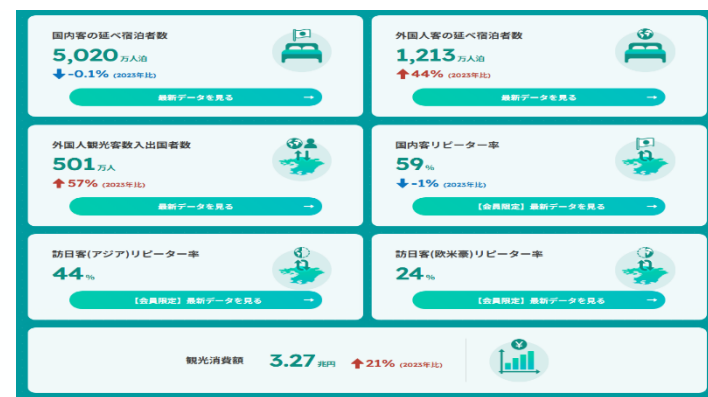 国内客の延べ宿泊者数
5,020 万人泊
-0.1% (2023年比)
最新データを見る →
外国人客の延べ宿泊者数
1,213 万人泊
44% (2023年比)
最新データを見る →
外国人観光客数入出国者数
501 万人
57% (2023年比)
最新データを見る →
国内客リピーター率
59 %
-1% (2023年比)
【会員限定】最新データを見る →
訪日客(アジア)リピーター率
44 %
【会員限定】最新データを見る →
訪日客(欧米豪)リピーター率
24 %
【会員限定】最新データを見る →
観光消費額 3.27 兆円 21% (2023年比)
¥